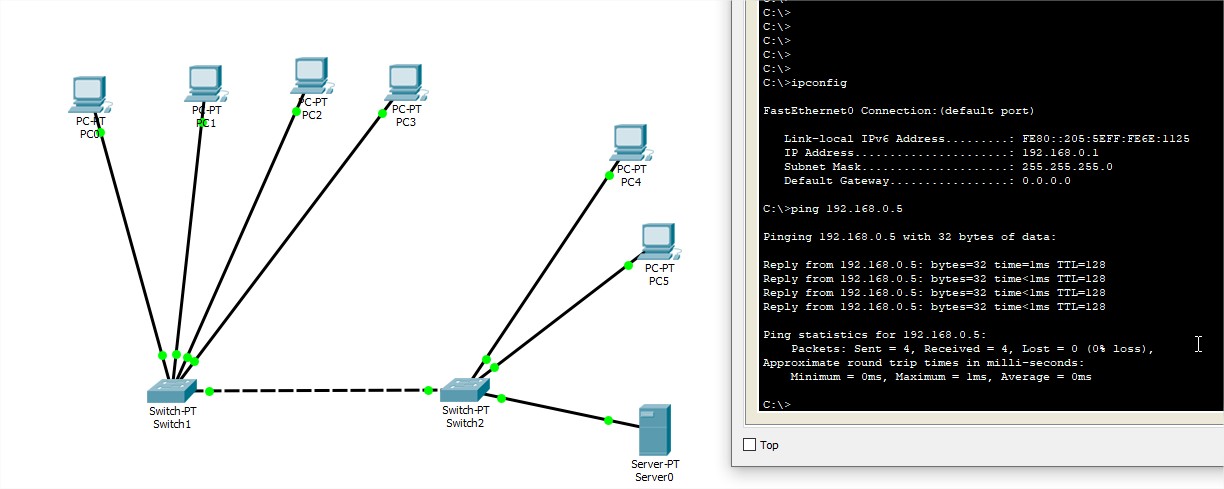 PC-PT
PC0
PC-PT
PC1
PC-PT
PC2
PC-PT
PC3
PC-PT
PC4
PC-PT
PC5
Switch-PT
Switch1
Switch-PT
Switch2
Server-PT
Server0
C:\>
C:\>
C:\>
C:\>
C:\>
C:\>ipconfig
FastEthernet0 Connection:(default port)
Link-local IPv6 Address.........: FE80::205:5EFF:FE6E:1125
IP Address......................: 192.168.0.1
Subnet Mask.....................: 255.255.255.0
Default Gateway.................: 0.0.0.0
C:\>ping 192.168.0.5
Pinging 192.168.0.5 with 32 bytes of data:
Reply from 192.168.0.5: bytes=32 time=1ms TTL=128
Reply from 192.168.0.5: bytes=32 time<1ms TTL=128
Reply from 192.168.0.5: bytes=32 time<1ms TTL=128
Reply from 192.168.0.5: bytes=32 time<1ms TTL=128
Ping statistics for 192.168.0.5:
Packets: Sent = 4, Received = 4, Lost = 0 (0% loss),
Approximate round trip times in milli-seconds:
Minimum = 0ms, Maximum = 1ms, Average = 0ms
C:\>
Top